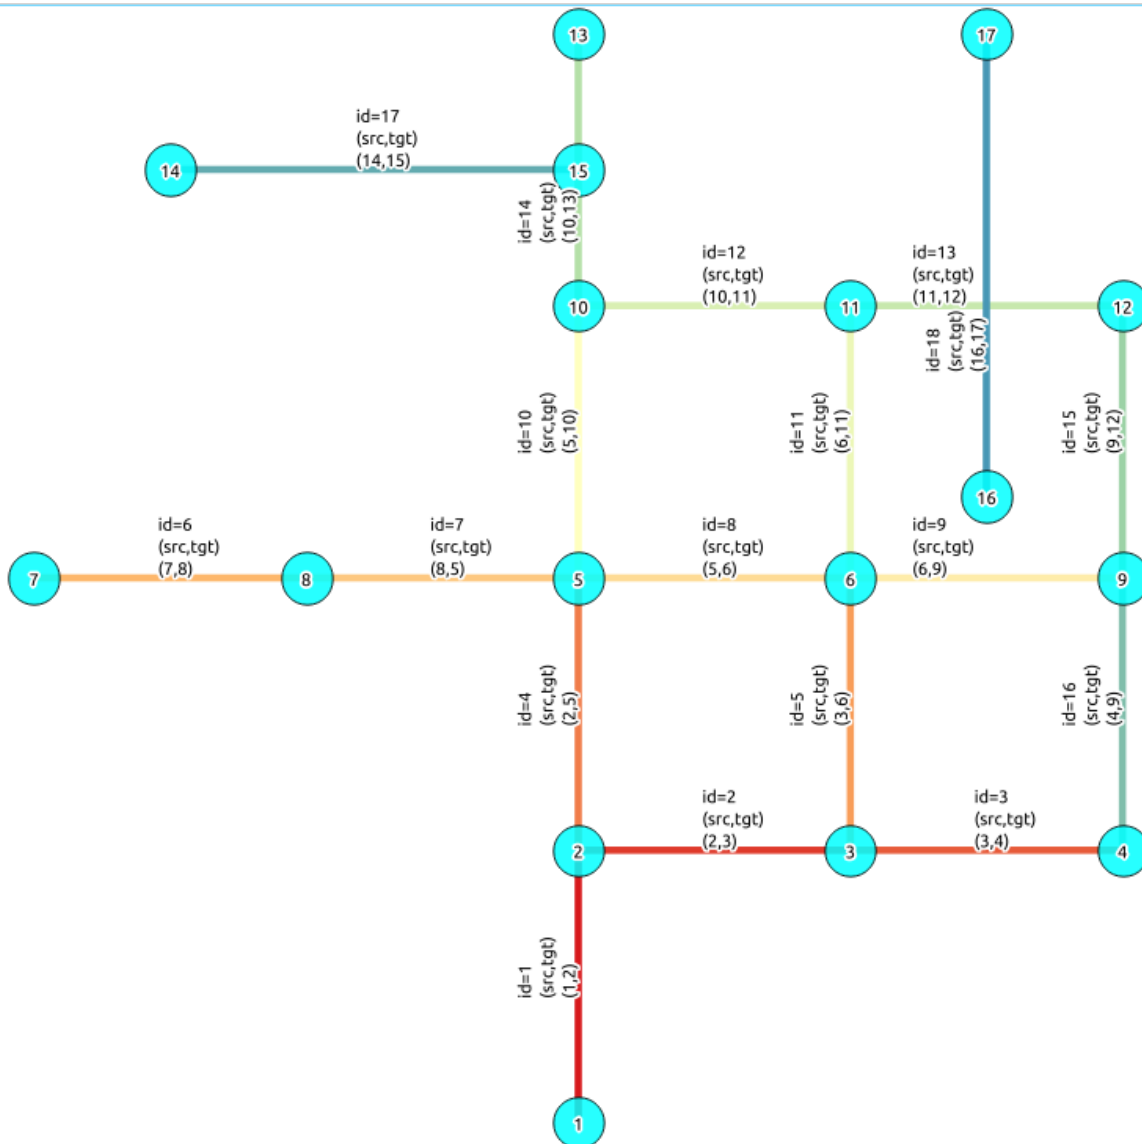 13
17
id=17
(src,tgt)
(14,15)
14
15
id=14
(src,tgt)
(10,13)
id=12
(src,tgt)
(10,11)
id=13
(src,tgt)
(11,12)
10
11
12
id=18
(src,tgt)
(16,17)
id=10
(src,tgt)
(5,10)
id=11
(src,tgt)
(6,11)
id=15
(src,tgt)
(9,12)
16
id=6
(src,tgt)
(7,8)
id=7
(src,tgt)
(8,5)
id=8
(src,tgt)
(5,6)
id=9
(src,tgt)
(6,9)
7
8
5
6
9
id=4
(src,tgt)
(2,5)
id=5
(src,tgt)
(3,6)
id=16
(src,tgt)
(4,9)
id=2
(src,tgt)
(2,3)
id=3
(src,tgt)
(3,4)
2
3
4
id=1
(src,tgt)
(1,2)
1